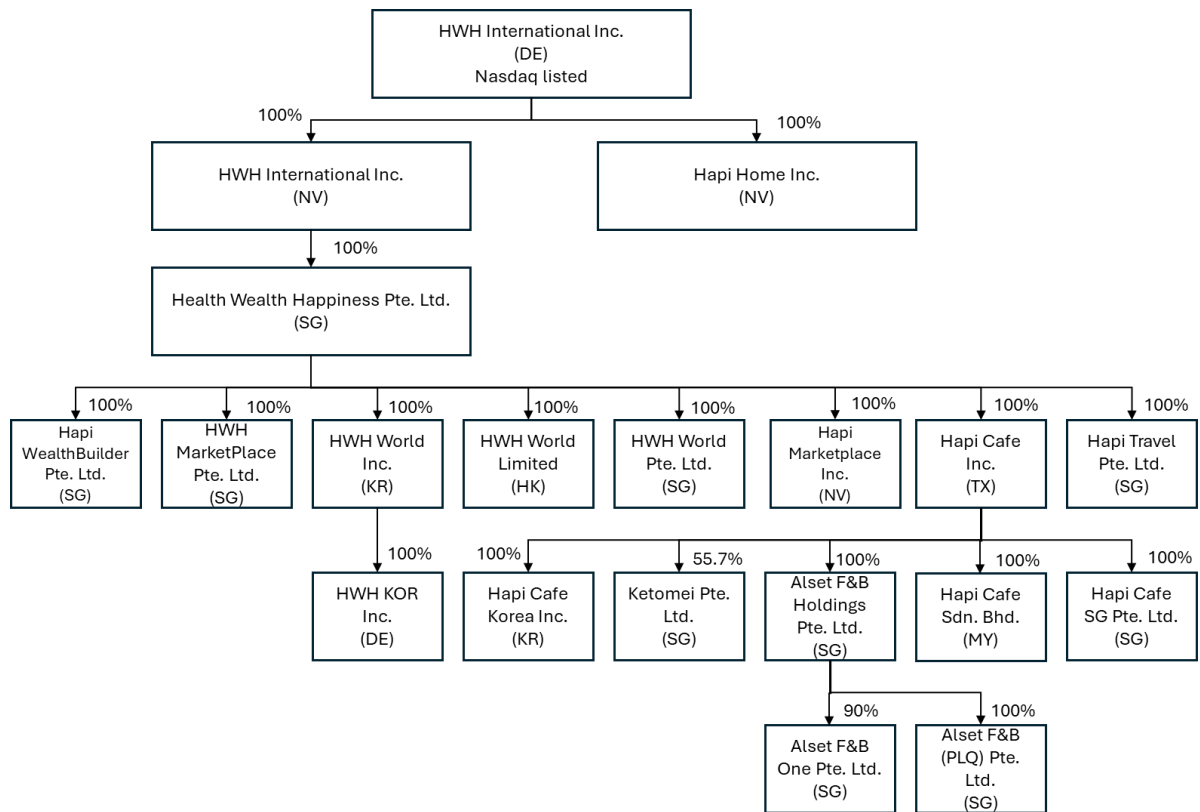 HWH International Inc.
(DE)
Nasdaq listed
100%
100%
HWH International Inc.
(NV)
Hapi Home Inc.
(NV)
100%
Health Wealth Happiness Pte. Ltd.
(SG)
100%
100%
100%
100%
100%
100%
100%
100%
Hapi
WealthBuilder
Pte. Ltd.
(SG)
HWH
MarketPlace
Pte. Ltd.
(SG)
HWH World
Inc.
(KR)
HWH World
Limited
(HK)
HWH World
Pte. Ltd.
(SG)
Hapi
Marketplace
Inc.
(NV)
Hapi Cafe
Inc.
(TX)
Hapi Travel
Pte. Ltd.
(SG)
100%
100%
55.7%
100%
100%
100%
HWH KOR
Inc.
(DE)
Hapi Cafe
Korea Inc.
(KR)
Ketomei Pte.
Ltd.
(SG)
Alset F&B
Holdings
Pte. Ltd.
(SG)
Hapi Cafe
Sdn. Bhd.
(MY)
Hapi Cafe
SG Pte. Ltd.
(SG)
90%
100%
Alset F&B
One Pte. Ltd.
(SG)
Alset F&B
(PLQ) Pte.
Ltd.
(SG)